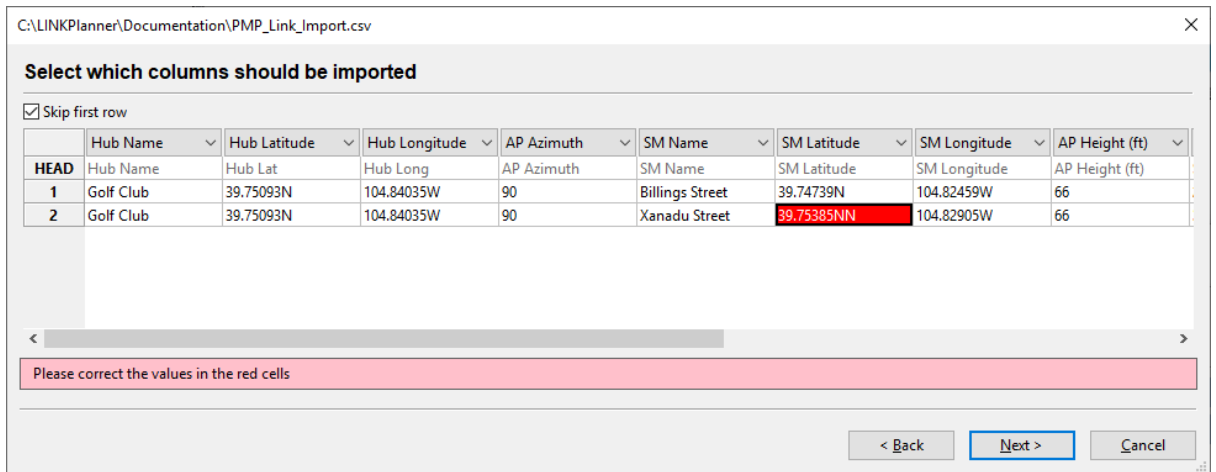 C:\LINKPlanner\Documentation\PMP_Link_Import.csv
Select which columns should be imported
Skip first row
Hub Name Hub Latitude Hub Longitude AP Azimuth SM Name SM Latitude SM Longitude AP Height (ft)
HEAD Hub Name Hub Lat Hub Long AP Azimuth SM Name SM Latitude SM Longitude AP Height (ft)
1 Golf Club 39.75093N 104.84035W 90 Billings Street 39.74739N 104.82459W 66
2 Golf Club 39.75093N 104.84035W 90 Xanadu Street 39.75385NN 104.82905W 66
Please correct the values in the red cells
< Back Next > Cancel